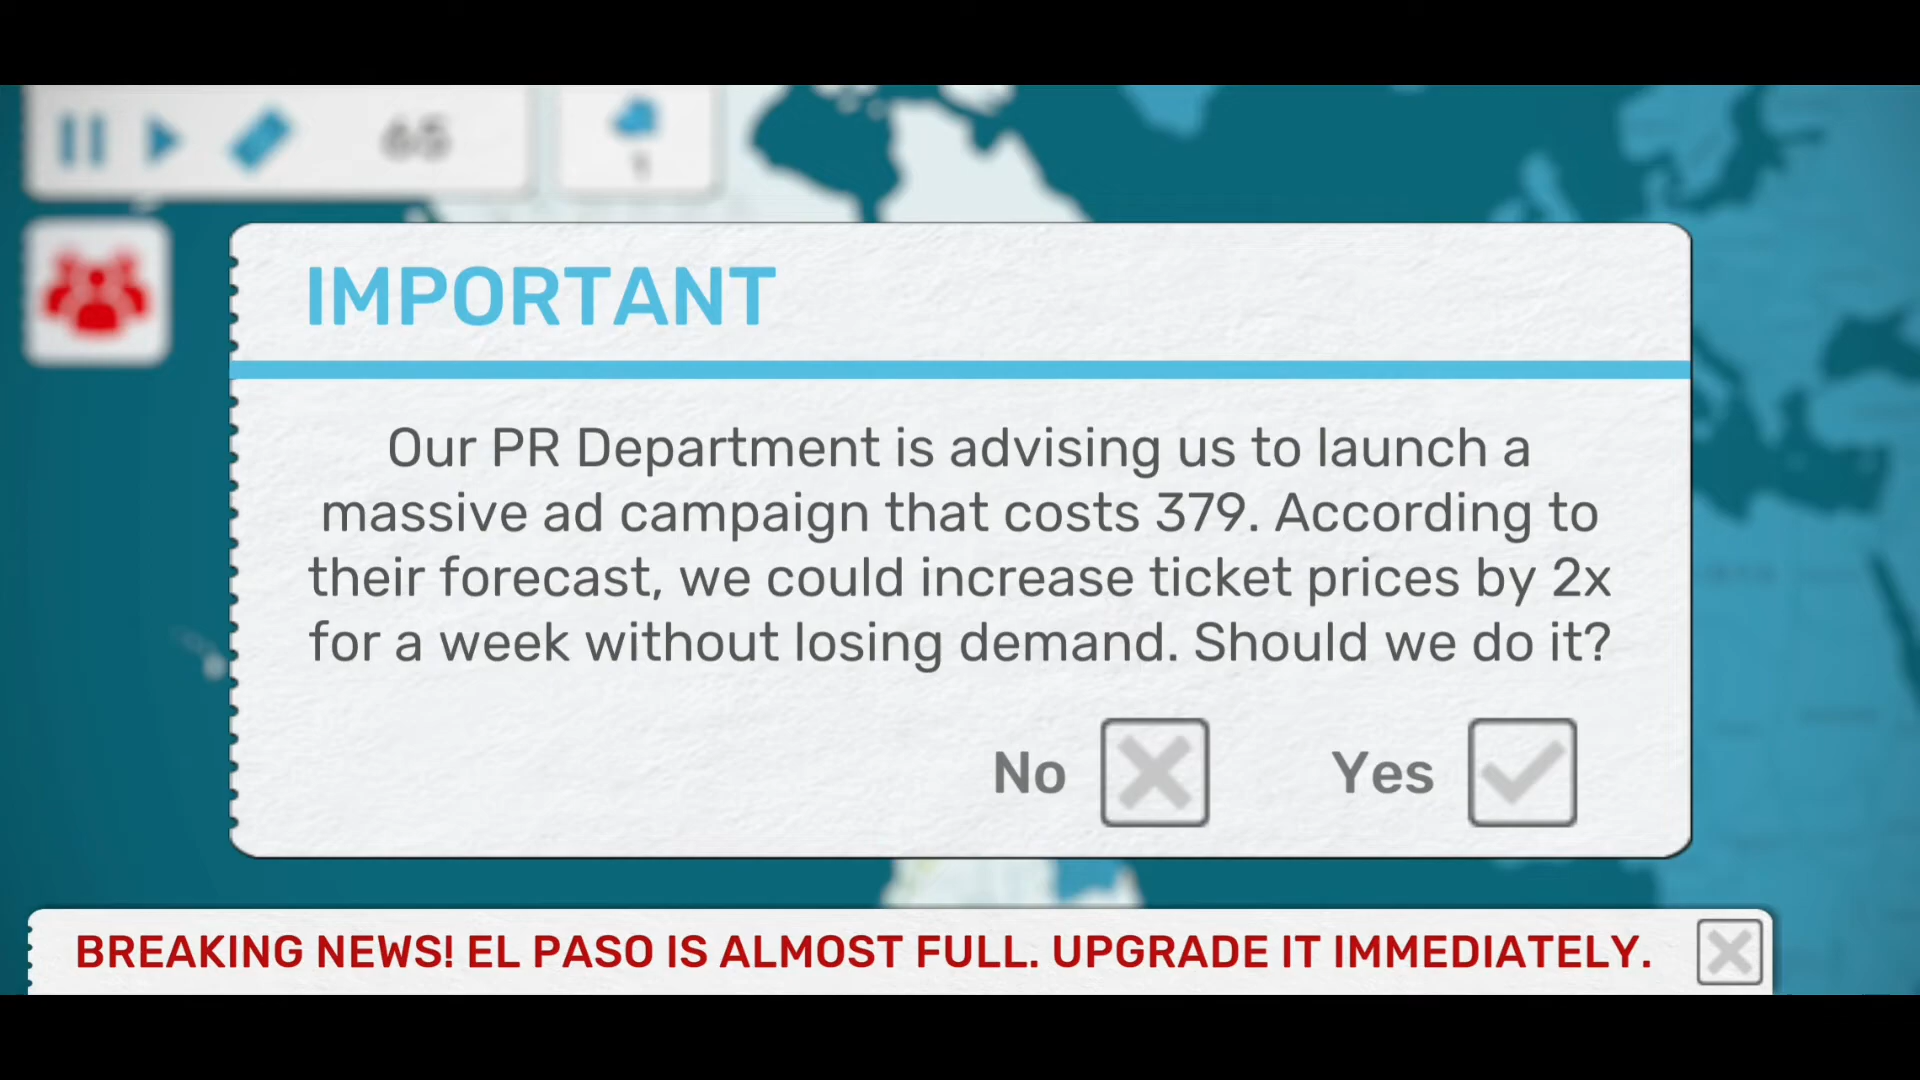 65
1
IMPORTANT
Our PR Department is advising us to launch a
massive ad campaign that costs 379. According to
their forecast, we could increase ticket prices by 2x
for a week without losing demand. Should we do it?
No Yes
BREAKING NEWS! EL PASO IS ALMOST FULL. UPGRADE IT IMMEDIATELY.